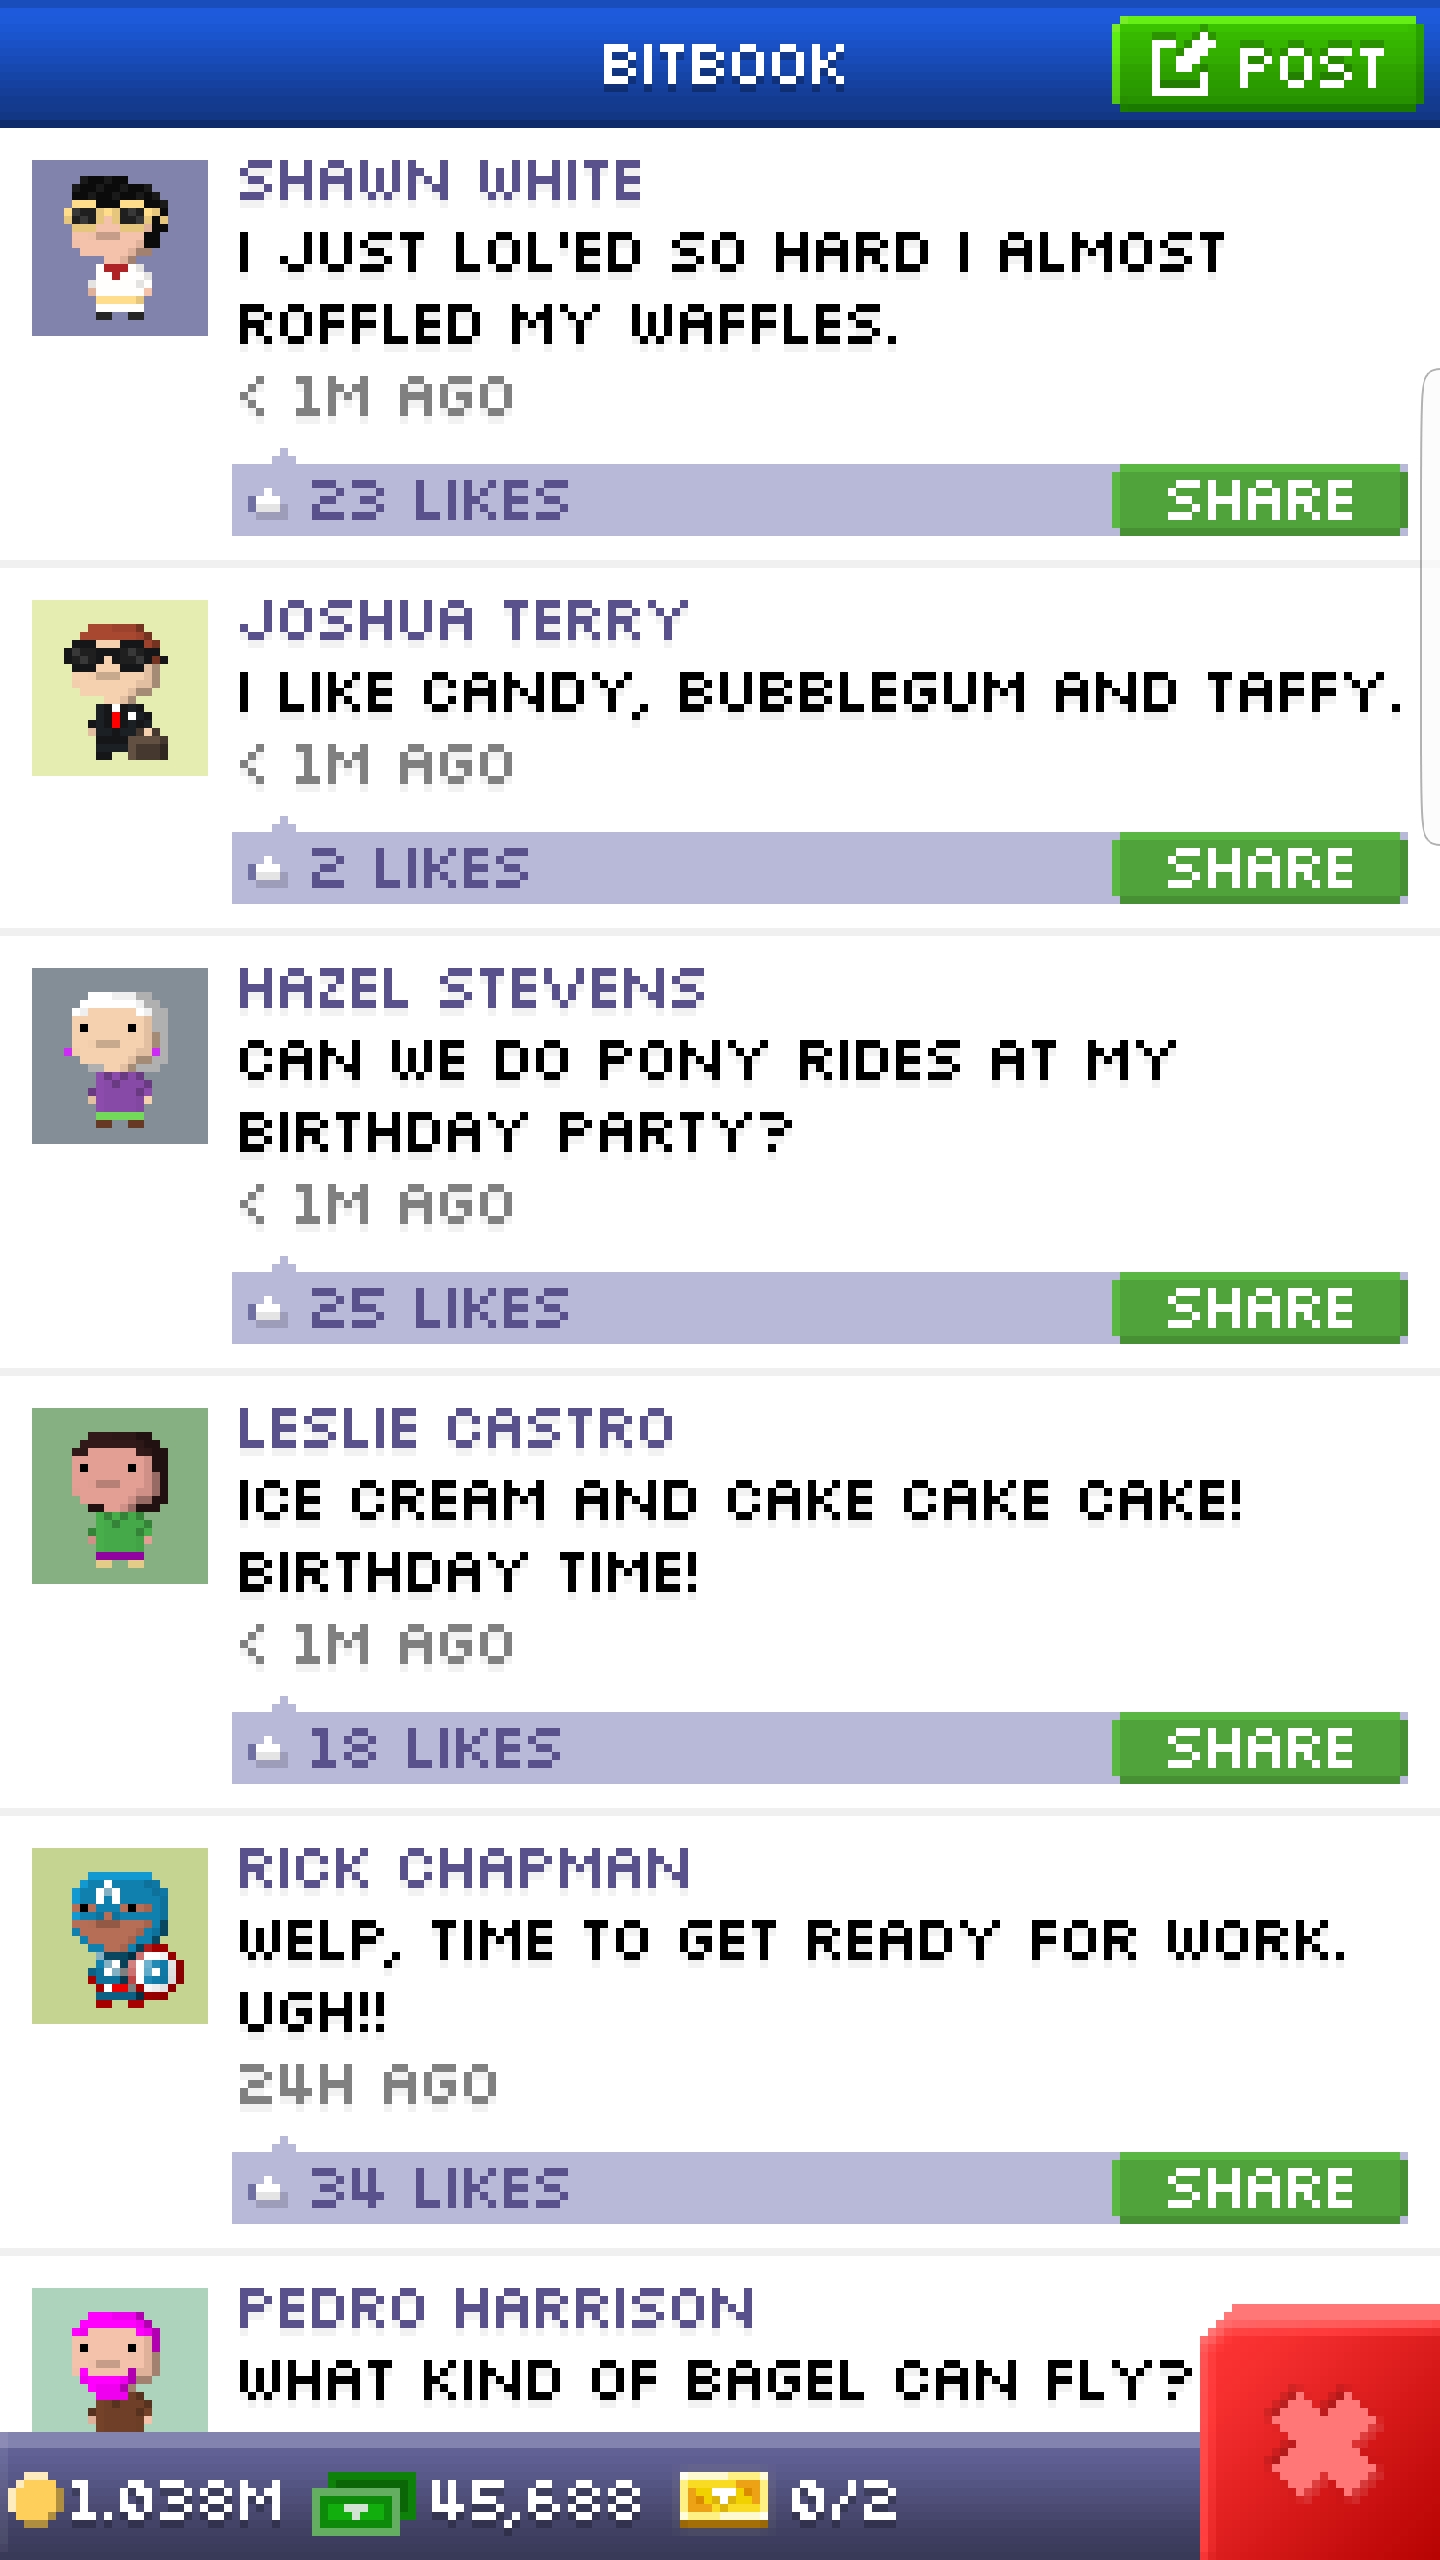 BITBOOK
POST
SHAWN WHITE
I JUST LOL'ED SO HARD I ALMOST
ROFFLED MY WAFFLES.
< 1M AGO
23 LIKES
SHARE
JOSHUA TERRY
I LIKE CANDY, BUBBLEGUM AND TAFFY.
< 1M AGO
2 LIKES
SHARE
HAZEL STEVENS
CAN WE DO PONY RIDES AT MY
BIRTHDAY PARTY?
< 1M AGO
25 LIKES
SHARE
LESLIE CASTRO
ICE CREAM AND CAKE CAKE CAKE!
BIRTHDAY TIME!
< 1M AGO
18 LIKES
SHARE
RICK CHAPMAN
WELP, TIME TO GET READY FOR WORK.
UGH!!
24H AGO
34 LIKES
SHARE
PEDRO HARRISON
WHAT KIND OF BAGEL CAN FLY?
1.038M
45,688
0/2